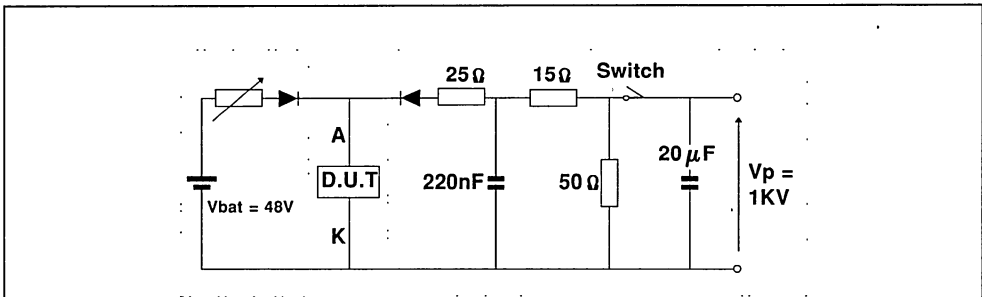 25Ω
15Ω
Switch
A
D.U.T
K
Vbat = 48V
220nF
50Ω
20μF
Vp =
1KV